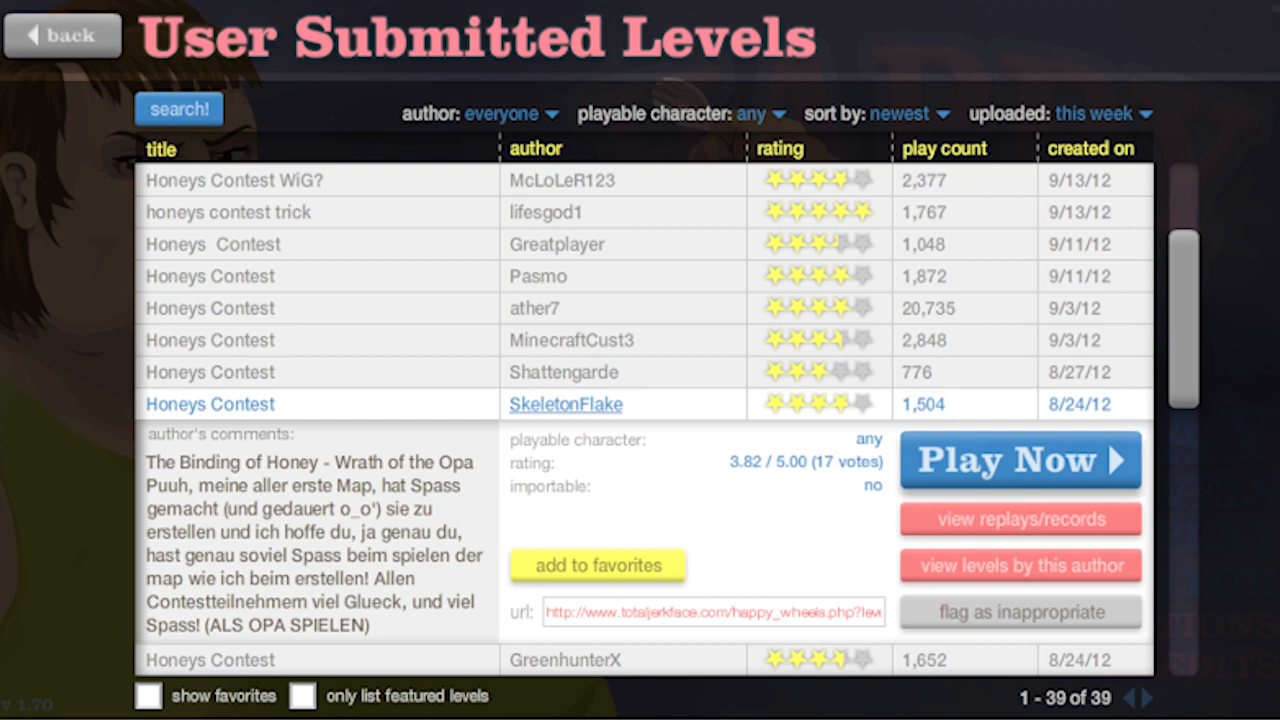 back
User Submitted Levels
search!
author: everyone playable character: any sort by: newest uploaded: this week
title author rating play count created on
Honeys Contest WiG? McLoLeR123 2,377 9/13/12
honeys contest trick lifesgod1 1,767 9/13/12
Honeys Contest Greatplayer 1,048 9/11/12
Honeys Contest Pasmo 1,872 9/11/12
Honeys Contest ather7 20,735 9/3/12
Honeys Contest MinecraftCust3 2,848 9/3/12
Honeys Contest Shattengarde 776 8/27/12
Honeys Contest SkeletonFlake 1,504 8/24/12
author's comments:
The Binding of Honey - Wrath of the Opa
Puuh, meine aller erste Map, hat Spass
gemacht (und gedauert o_o') sie zu
erstellen und ich hoffe du, ja genau du,
hast genau soviel Spass beim spielen der
map wie ich beim erstellen! Allen
Contestteilnehmern viel Glueck, und viel
Spass! (ALS OPA SPIELEN)
playable character: any
rating: 3.82 / 5.00 (17 votes)
importable: no
add to favorites
url: http://www.totaljerkface.com/happy_wheels.php?leve
Play Now
view replays/records
view levels by this author
flag as inappropriate
Honeys Contest GreenhunterX 1,652 8/24/12
show favorites only list featured levels 1 - 39 of 39
v 1.70